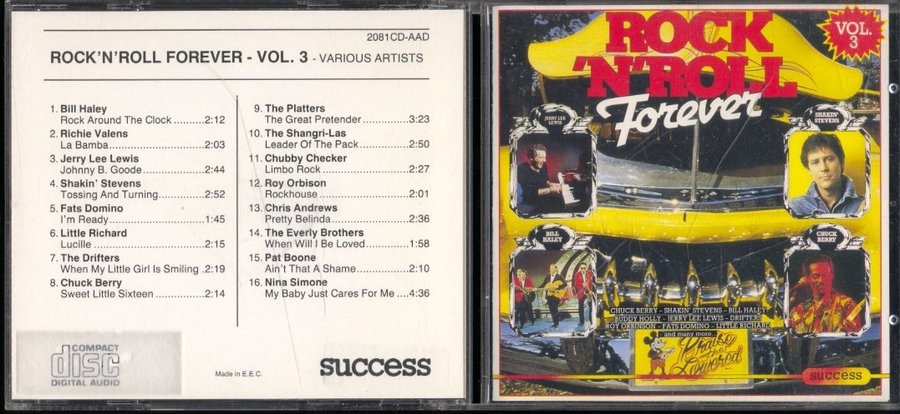 2081CD-AAD
ROCK'N'ROLL FOREVER - VOL. 3 - VARIOUS ARTISTS
1. Bill Haley
Rock Around The Clock .......... 2:12
2. Richie Valens
La Bamba ......................... 2:03
3. Jerry Lee Lewis
Johnny B. Goode ................. 2:44
4. Shakin' Stevens
Tossing And Turning ............. 2:52
5. Fats Domino
I'm Ready ......................... 1:45
6. Little Richard
Lucille ............................ 2:15
7. The Drifters
When My Little Girl Is Smiling .. 2:19
8. Chuck Berry
Sweet Little Sixteen ............. 2:14
9. The Platters
The Great Pretender ............. 3:23
10. The Shangri-Las
Leader Of The Pack .............. 2:50
11. Chubby Checker
Limbo Rock ....................... 2:27
12. Roy Orbison
Rockhouse ........................ 2:01
13. Chris Andrews
Pretty Belinda .................... 2:36
14. The Everly Brothers
When Will I Be Loved ............ 1:58
15. Pat Boone
Ain't That A Shame .............. 2:10
16. Nina Simone
My Baby Just Cares For Me .... 4:36
COMPACT
disc
DIGITAL AUDIO
Made in E.E.C.
success
ROCK
'N'ROLL
Forever
VOL.
3
JERRY LEE
LEWIS
SHAKIN'
STEVENS
BILL
HALEY
CHUCK
BERRY
CHUCK BERRY - SHAKIN' STEVENS - BILL HALEY
BUDDY HOLLY - JERRY LEE LEWIS - DRIFTERS
ROY ORBINSON - FATS DOMINO - LITTLE RICHARD
and many more
Praise
the
Lowered
success